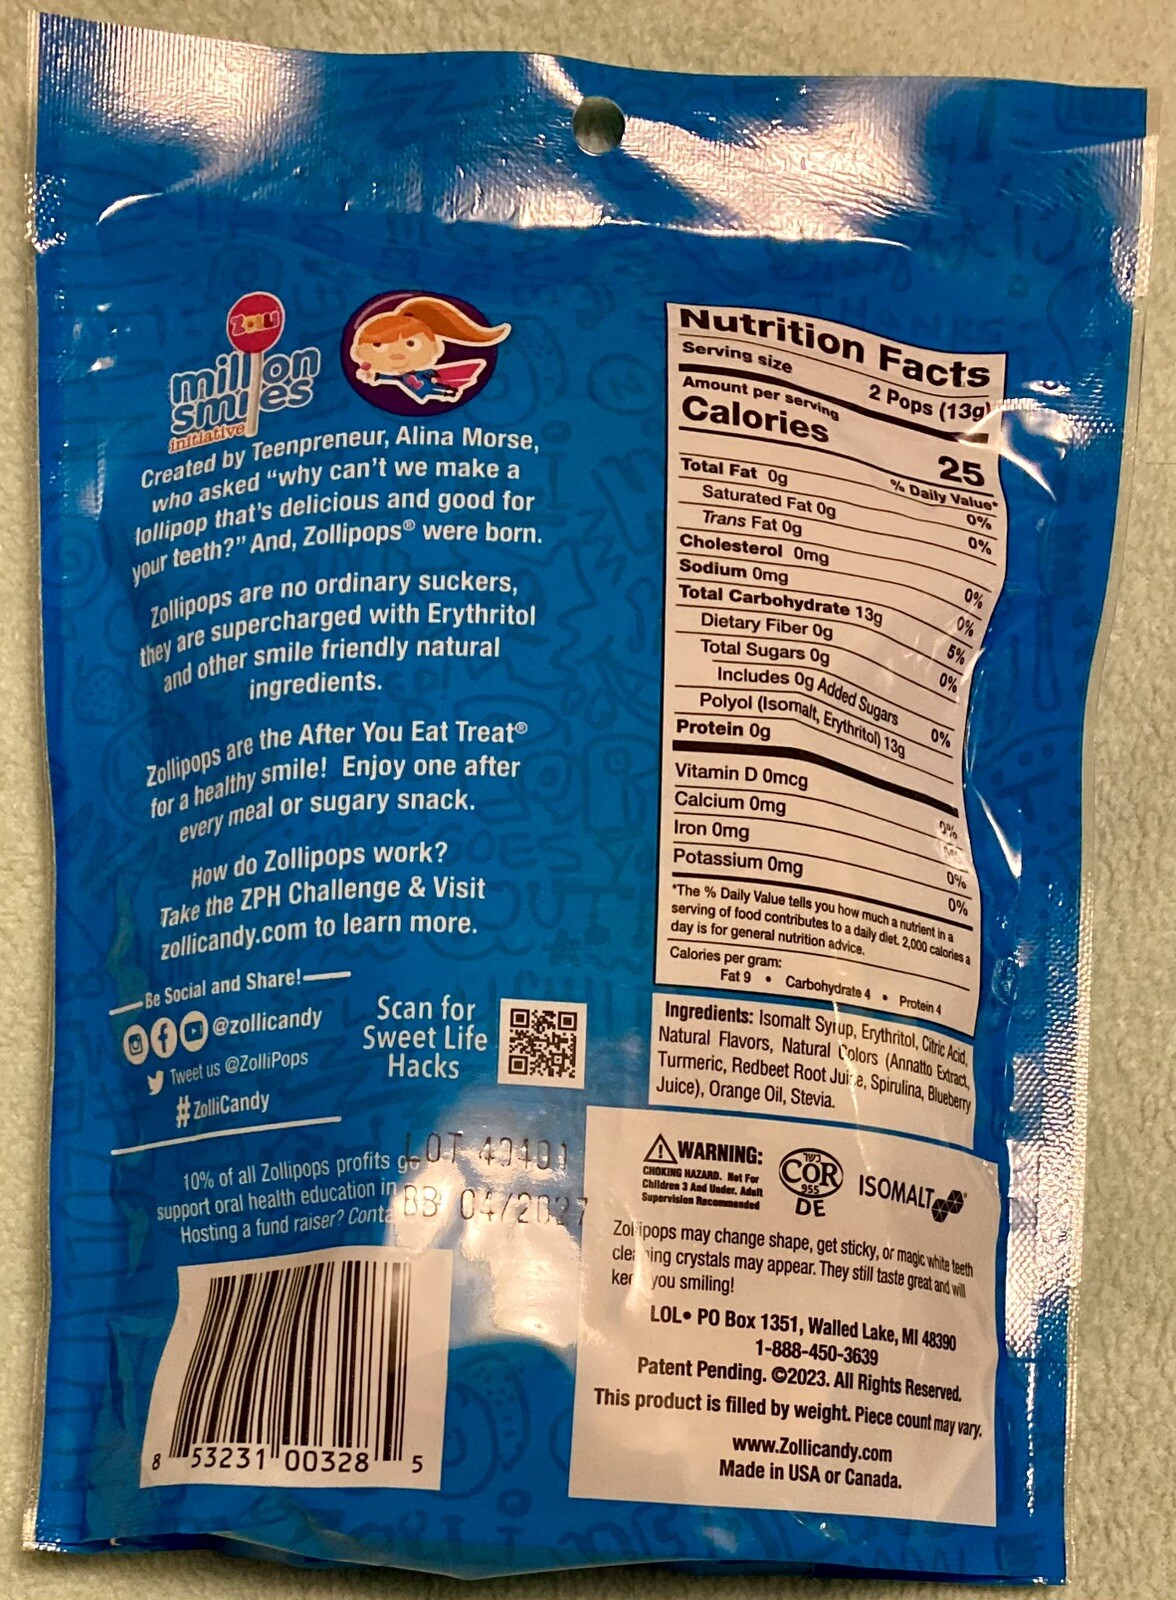 ZOLLI
million
smiles
initiative
Created by Teenpreneur, Alina Morse,
who asked "why can't we make a
lollipop that's delicious and good for
your teeth?" And, Zollipops® were born.
Zollipops are no ordinary suckers,
they are supercharged with Erythritol
and other smile friendly natural
ingredients.
Zollipops are the After You Eat Treat®
for a healthy smile! Enjoy one after
every meal or sugary snack.
How do Zollipops work?
Take the ZPH Challenge & Visit
zollicandy.com to learn more.
Be Social and Share!
@zollicandy
Tweet us @ZolliPops
#ZolliCandy
Scan for
Sweet Life
Hacks
10% of all Zollipops profits go
support oral health education in
Hosting a fund raiser?
LOT 40401
BB 04/2027
8 53231 00328 5
Nutrition Facts
Serving size 2 Pops (13g)
Amount per serving
Calories 25
% Daily Value*
Total Fat 0g 0%
Saturated Fat 0g 0%
Trans Fat 0g
Cholesterol 0mg 0%
Sodium 0mg 0%
Total Carbohydrate 13g 5%
Dietary Fiber 0g 0%
Total Sugars 0g
Includes 0g Added Sugars 0%
Polyol (Isomalt, Erythritol) 13g
Protein 0g
Vitamin D 0mcg 0%
Calcium 0mg 0%
Iron 0mg 0%
Potassium 0mg 0%
*The % Daily Value tells you how much a nutrient in a
serving of food contributes to a daily diet. 2,000 calories a
day is for general nutrition advice.
Calories per gram:
Fat 9 • Carbohydrate 4 • Protein 4
Ingredients: Isomalt Syrup, Erythritol, Citric Acid,
Natural Flavors, Natural Colors (Annatto Extract,
Turmeric, Redbeet Root Juice, Spirulina, Blueberry
Juice), Orange Oil, Stevia.
WARNING:
CHOKING HAZARD. Not For
Children 3 And Under. Adult
Supervision Recommended
כשר
COR
955
DE
ISOMALT
Zollipops may change shape, get sticky, or magic white teeth
cleaning crystals may appear. They still taste great and will
keep you smiling!
LOL• PO Box 1351, Walled Lake, MI 48390
1-888-450-3639
Patent Pending. ©2023. All Rights Reserved.
This product is filled by weight. Piece count may vary.
www.Zollicandy.com
Made in USA or Canada.